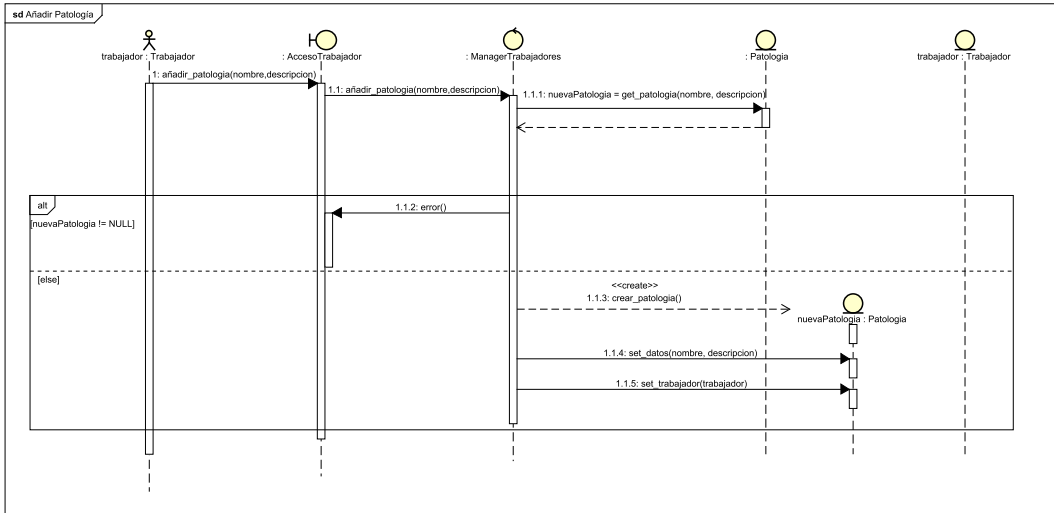 sd Añadir Patología
trabajador : Trabajador
: AccesoTrabajador
: ManagerTrabajadores
: Patologia
trabajador : Trabajador
1: añadir_patologia(nombre,descripcion)
1.1: añadir_patologia(nombre,descripcion)
1.1.1: nuevaPatologia = get_patologia(nombre, descripcion)
alt
1.1.2: error()
[nuevaPatologia != NULL]
[else]
<<create>>
1.1.3: crear_patologia()
nuevaPatologia : Patologia
1.1.4: set_datos(nombre, descripcion)
1.1.5: set_trabajador(trabajador)